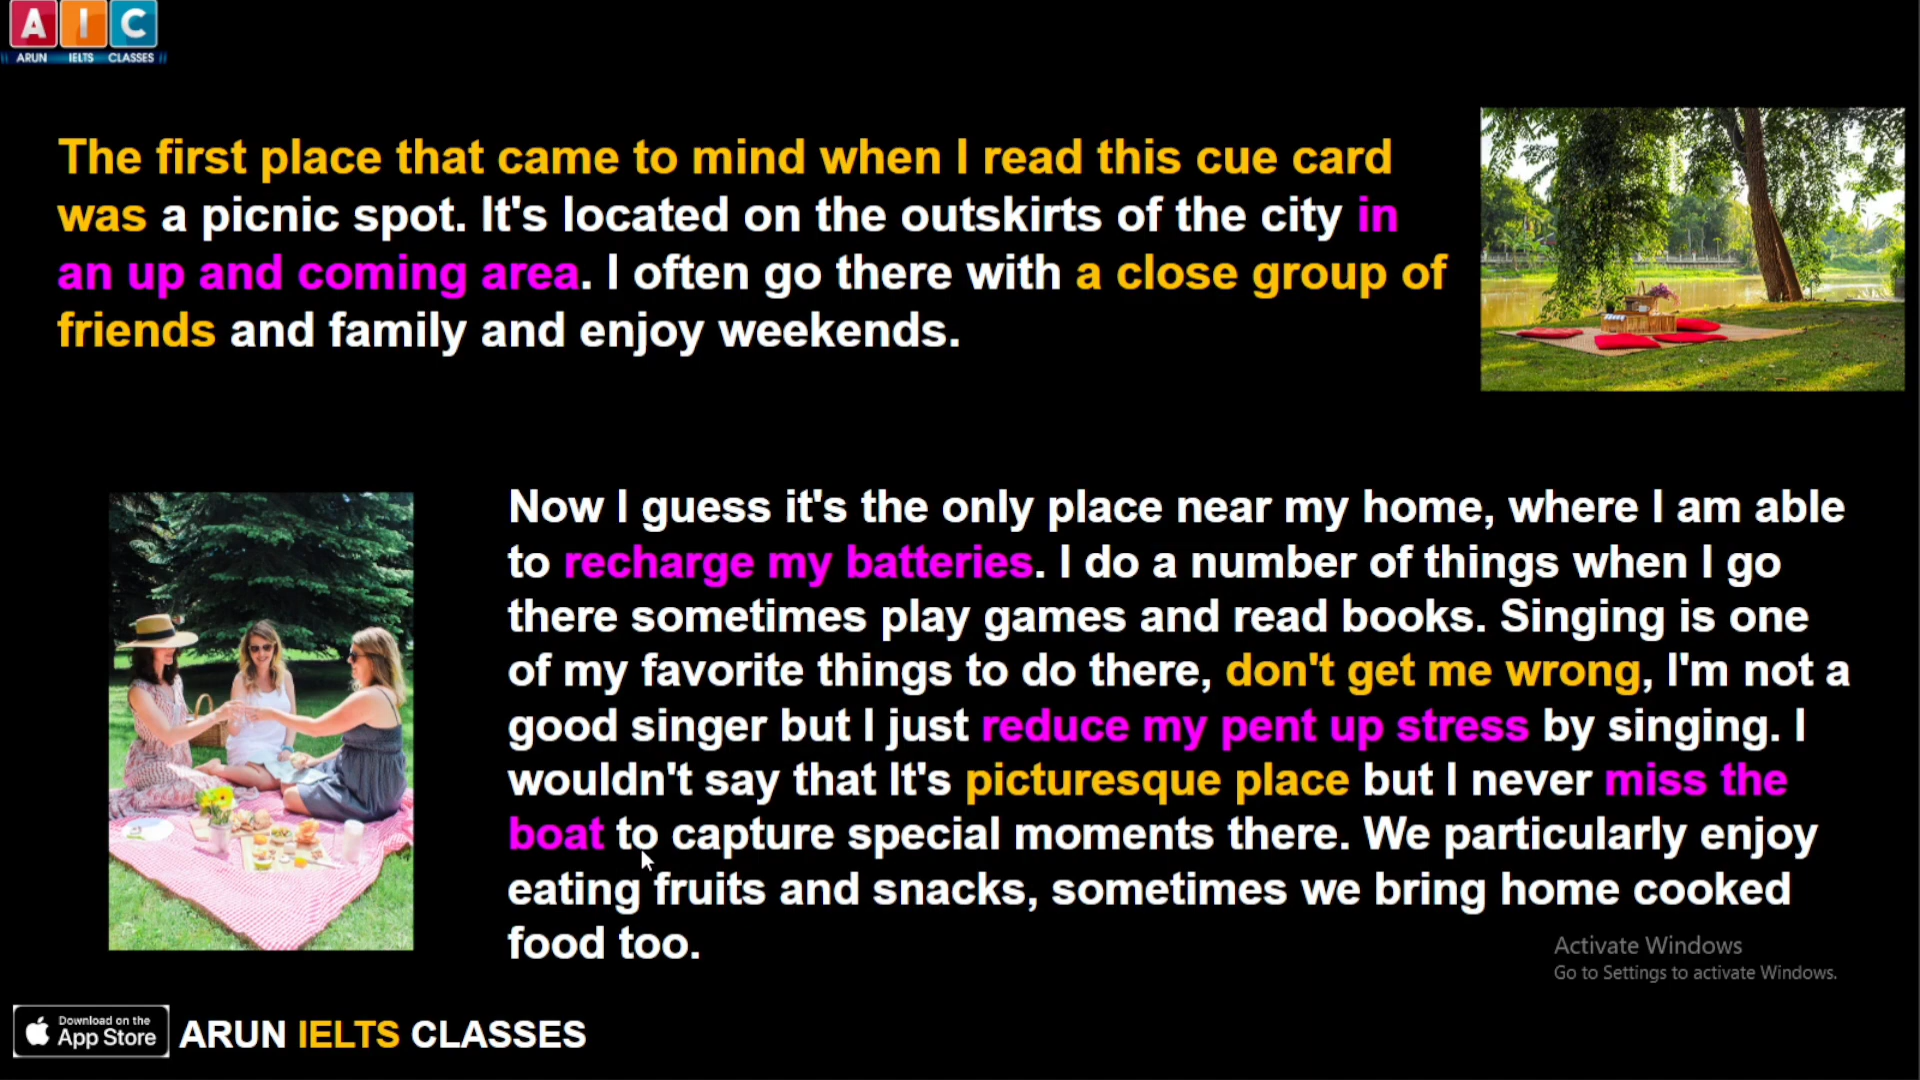 A I C
ARUN IELTS CLASSES
The first place that came to mind when I read this cue card
was a picnic spot. It's located on the outskirts of the city in
an up and coming area. I often go there with a close group of
friends and family and enjoy weekends.
Now I guess it's the only place near my home, where I am able
to recharge my batteries. I do a number of things when I go
there sometimes play games and read books. Singing is one
of my favorite things to do there, don't get me wrong, I'm not a
good singer but I just reduce my pent up stress by singing. I
wouldn't say that It's picturesque place but I never miss the
boat to capture special moments there. We particularly enjoy
eating fruits and snacks, sometimes we bring home cooked
food too.
Activate Windows
Go to Settings to activate Windows.
Download on the
App Store
ARUN IELTS CLASSES